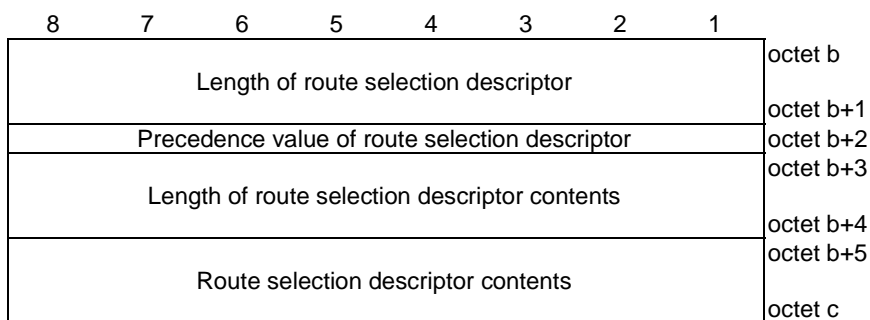 8 7 6 5 4 3 2 1
octet b
Length of route selection descriptor
octet b+1
Precedence value of route selection descriptor octet b+2
octet b+3
Length of route selection descriptor contents
octet b+4
octet b+5
Route selection descriptor contents
octet c